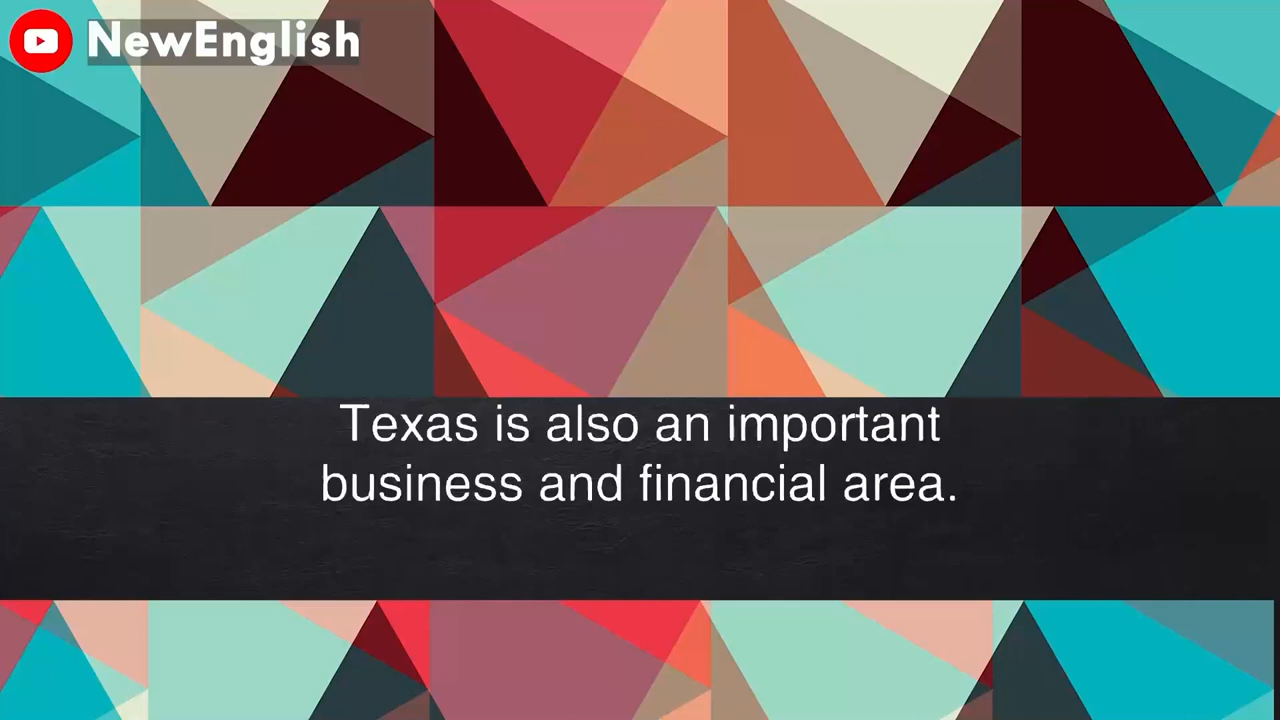 NewEnglish
Texas is also an important
business and financial area.